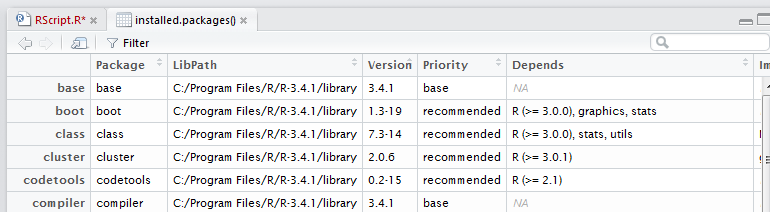 RScript.R* installed.packages()
Filter
Package LibPath Version Priority Depends Im
base base C:/Program Files/R/R-3.4.1/library 3.4.1 base NA
boot boot C:/Program Files/R/R-3.4.1/library 1.3-19 recommended R (>= 3.0.0), graphics, stats
class class C:/Program Files/R/R-3.4.1/library 7.3-14 recommended R (>= 3.0.0), stats, utils
cluster cluster C:/Program Files/R/R-3.4.1/library 2.0.6 recommended R (>= 3.0.1)
codetools codetools C:/Program Files/R/R-3.4.1/library 0.2-15 recommended R (>= 2.1)
compiler compiler C:/Program Files/R/R-3.4.1/library 3.4.1 base NA